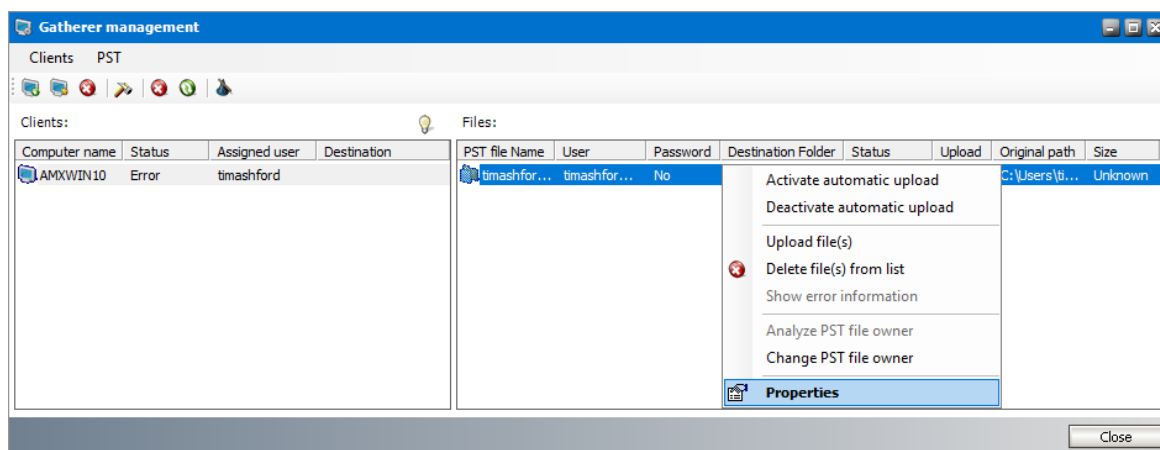 Gatherer management
Clients PST
Clients: Files:
Computer name Status Assigned user Destination PST file Name User Password Destination Folder Status Upload Original path Size
AMXWIN10 Error timashford timashfor... timashfor... No C:\Users\ti... Unknown
Activate automatic upload
Deactivate automatic upload
Upload file(s)
Delete file(s) from list
Show error information
Analyze PST file owner
Change PST file owner
Properties
Close